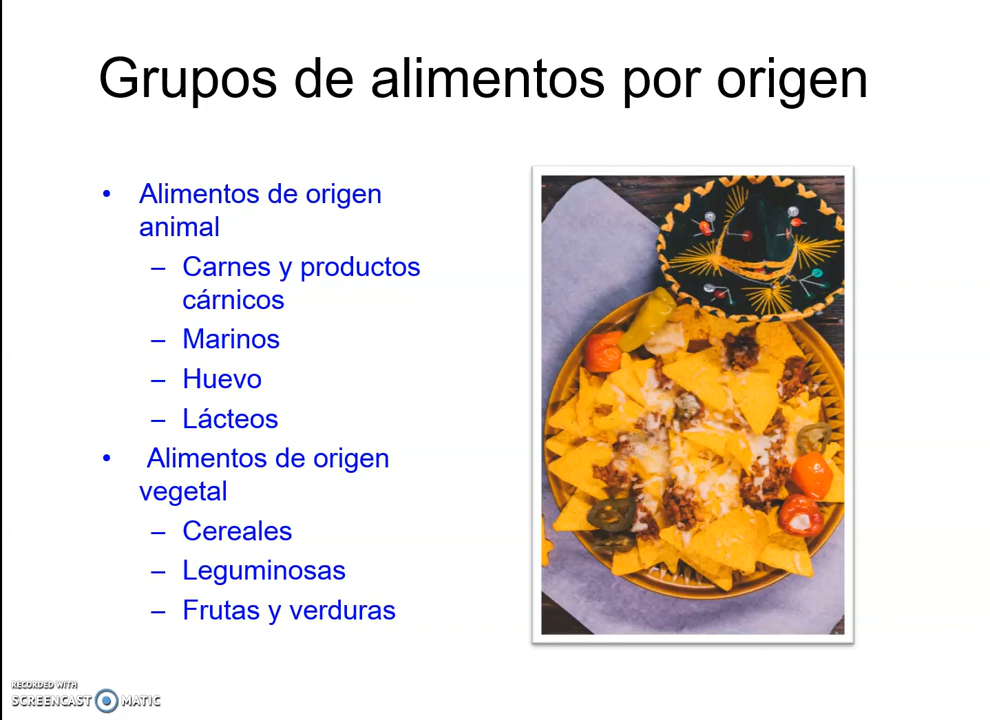 Grupos de alimentos por origen
• Alimentos de origen
animal
– Carnes y productos
cárnicos
– Marinos
– Huevo
– Lácteos
• Alimentos de origen
vegetal
– Cereales
– Leguminosas
– Frutas y verduras
RECORDED WITH
SCREENCAST MATIC